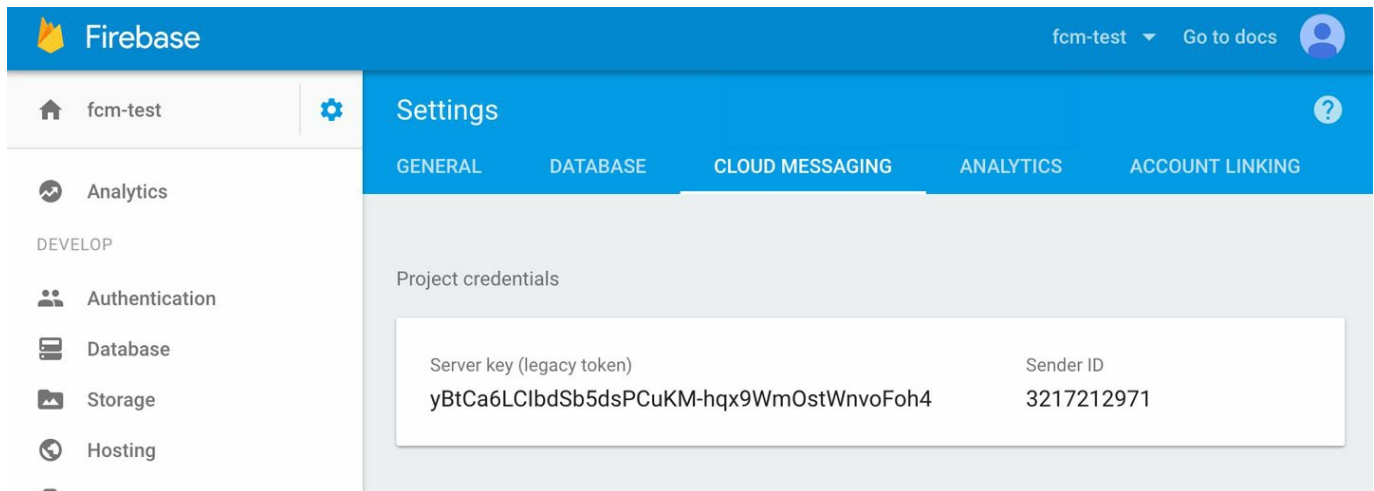 Firebase
fcm-test
Go to docs
fcm-test
Settings
GENERAL
DATABASE
CLOUD MESSAGING
ANALYTICS
ACCOUNT LINKING
Analytics
DEVELOP
Authentication
Database
Storage
Hosting
Project credentials
Server key (legacy token)
Sender ID
yBtCa6LCIbdSb5dsPCuKM-hqx9WmOstWnvoFoh4
3217212971